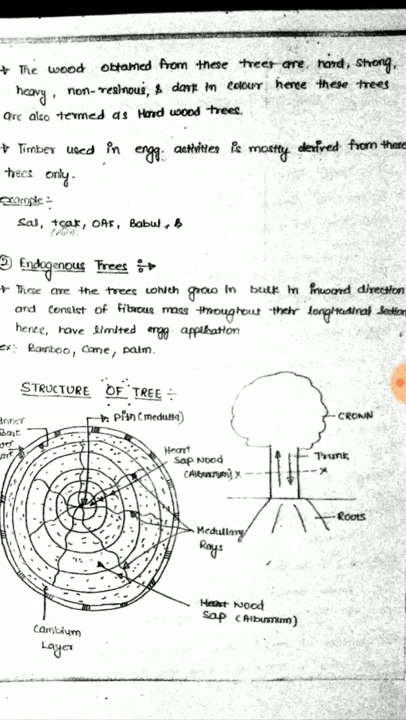 The wood obtained from these trees are, hard, strong,
heavy, non-resinous, & dark in colour hence these trees
are also termed as Hard wood trees.
Timber used in engg. activities is mostly derived from these
trees only.
example:-
Sal, teak, OAK, Babul, &
② Endogenous Trees :→
These are the trees which grow in bulk in inward direction
and consist of fibrous mass throughout their longitudinal section
hence, have limited engg application
ex:- Bamboo, Cane, palm.
STRUCTURE OF TREE :-
Pith (medulla)
Inner
Bark
Heart
Sap Wood
(Alburnum)
Medullary
Rays
Heart Wood
Sap (Alburnum)
Cambium
Layer
CROWN
Trunk
x
x
Roots